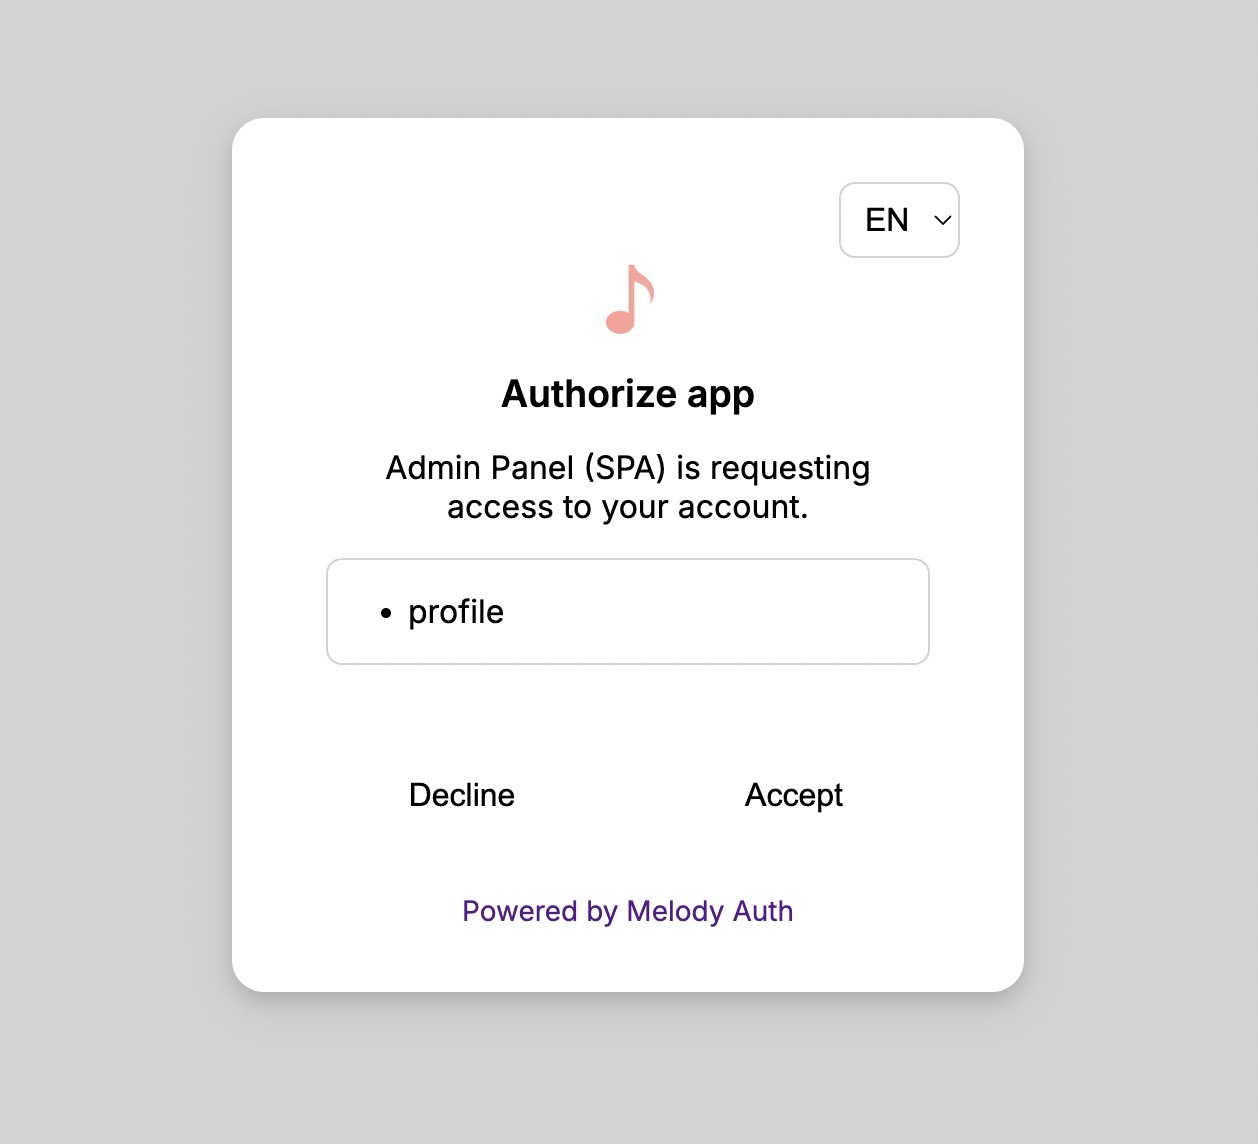 EN
Authorize app
Admin Panel (SPA) is requesting
access to your account.
• profile
Decline
Accept
Powered by Melody Auth